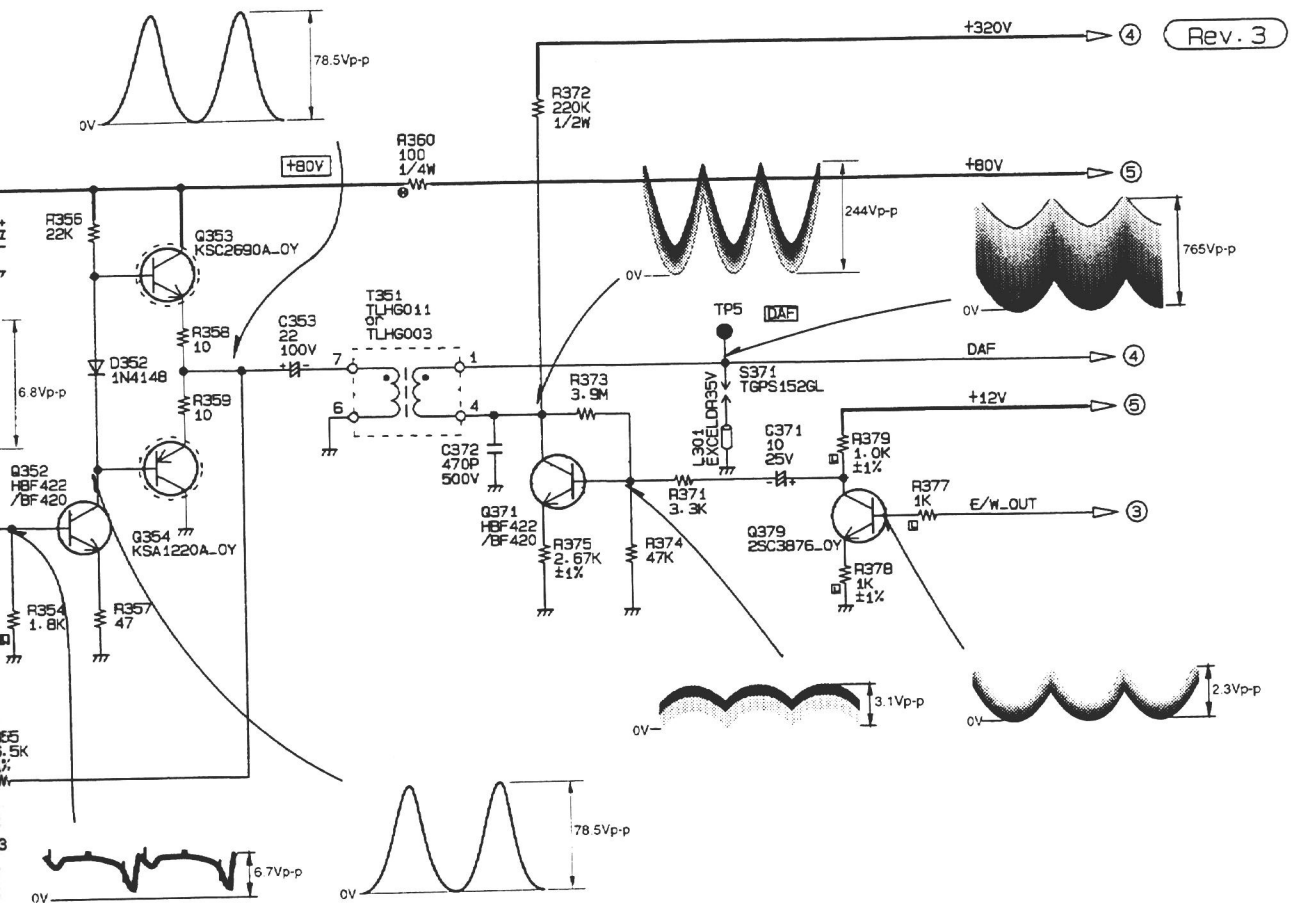 +320V
④
Rev. 3
78.5Vp-p
0V
R372
220K
1/2W
R360
100
1/4W
+80V
+80V
⑤
R356
22K
Q353
KSC2690A_OY
244Vp-p
0V
765Vp-p
0V
T351
TLHG011
or
TLHG003
C353
22
100V
+
-
7
1
6
4
TP5
DAF
DAF
④
R358
10
D352
1N4148
R359
10
6.8Vp-p
R373
3.9M
S371
TGPS152GL
L301
EXCELDR35V
+12V
⑤
C372
470P
500V
C371
10
25V
-
+
R379
1.0K
±1%
Q352
HBF422
/BF420
R371
3.3K
R377
1K
E/W_OUT
③
Q354
KSA1220A_OY
Q371
HBF422
/BF420
R375
2.67K
±1%
R374
47K
Q379
2SC3876_OY
R378
1K
±1%
R354
1.8K
R357
47
3.1Vp-p
0V
2.3Vp-p
0V
.5K
78.5Vp-p
0V
6.7Vp-p
0V